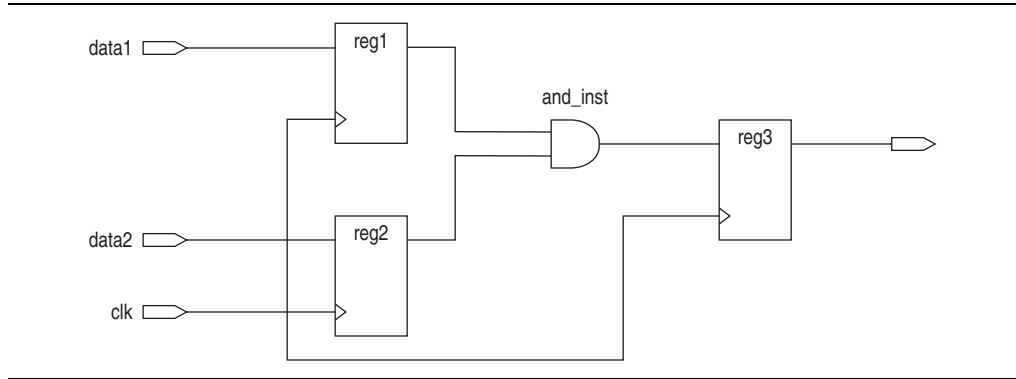 data1
reg1
and_inst
reg3
data2
reg2
clk